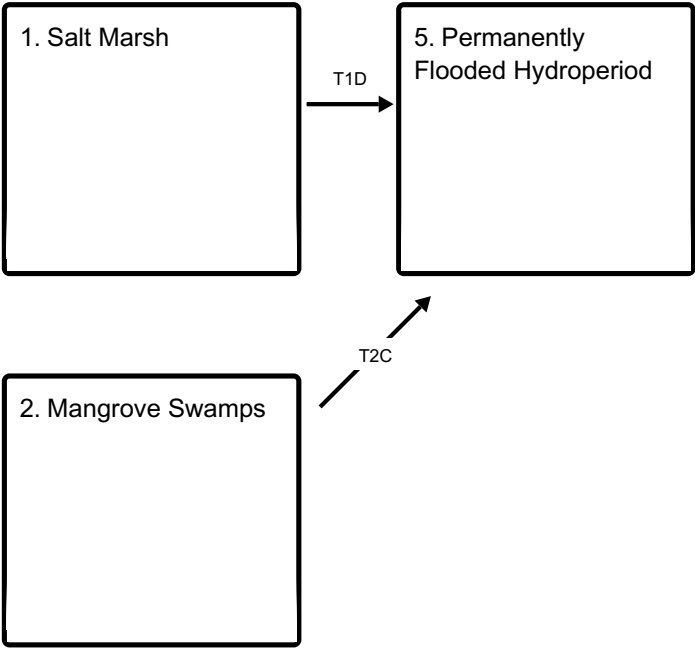 1. Salt Marsh
T1D
5. Permanently
Flooded Hydroperiod
T2C
2. Mangrove Swamps